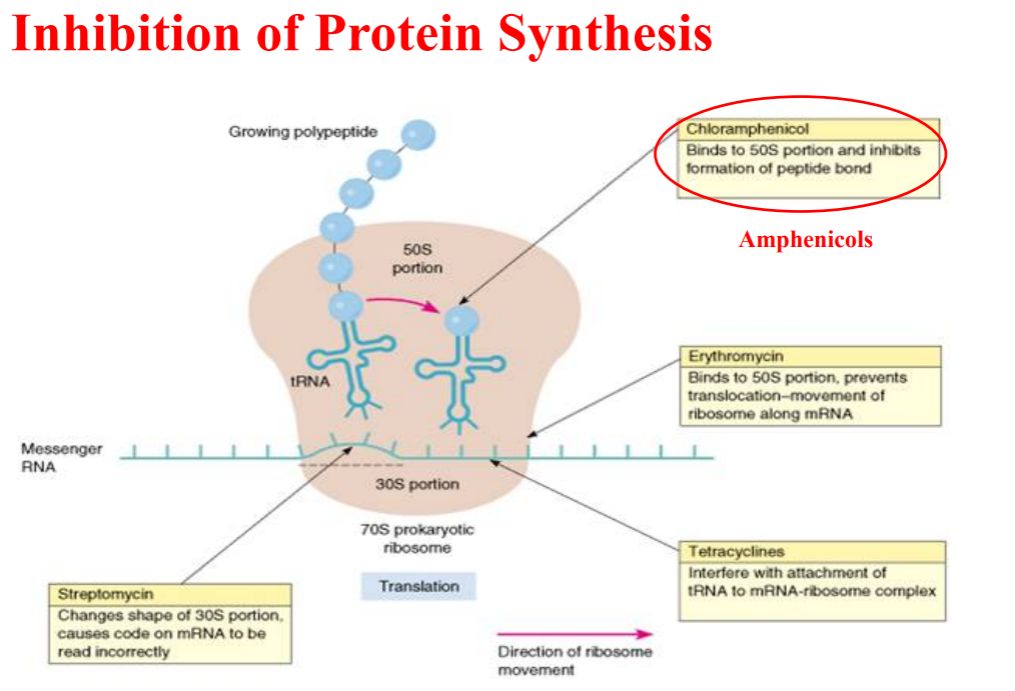 Inhibition of Protein Synthesis
Growing polypeptide
Chloramphenicol
Binds to 50S portion and inhibits
formation of peptide bond
Amphenicols
50S
portion
tRNA
Erythromycin
Binds to 50S portion, prevents
translocation–movement of
ribosome along mRNA
Messenger
RNA
30S portion
70S prokaryotic
ribosome
Translation
Tetracyclines
Interfere with attachment of
tRNA to mRNA-ribosome complex
Streptomycin
Changes shape of 30S portion,
causes code on mRNA to be
read incorrectly
Direction of ribosome
movement